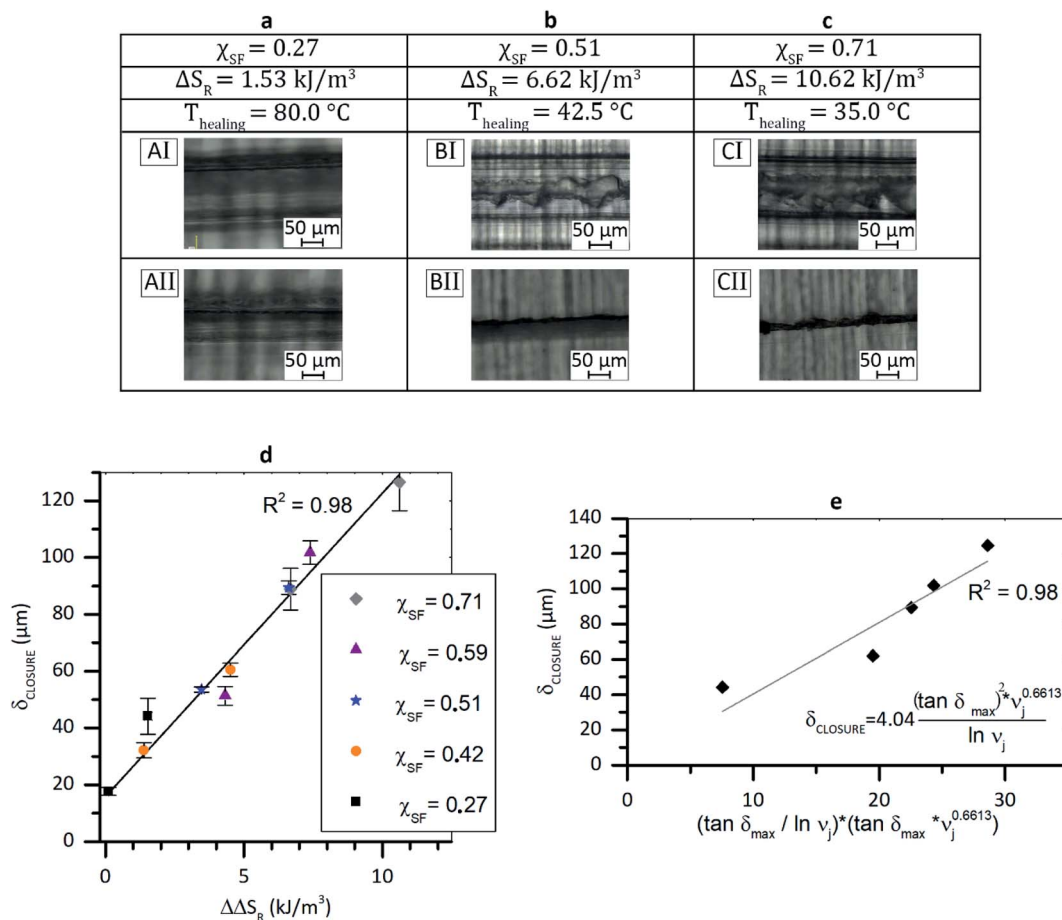 a b c
χSF = 0.27 χSF = 0.51 χSF = 0.71
ΔSR = 1.53 kJ/m³ ΔSR = 6.62 kJ/m³ ΔSR = 10.62 kJ/m³
Thealing = 80.0 °C Thealing = 42.5 °C Thealing = 35.0 °C
AI BI CI
50 µm 50 µm 50 µm
AII BII CII
50 µm 50 µm 50 µm
d
120
100
80
60
40
20
0
δCLOSURE (µm)
R² = 0.98
χSF = 0.71
χSF = 0.59
χSF = 0.51
χSF = 0.42
χSF = 0.27
0 5 10
ΔΔSR (kJ/m³)
e
140
120
100
80
60
40
20
0
δCLOSURE (µm)
R² = 0.98
δCLOSURE=4.04 (tan δ max)²*νj^0.6613 / ln νj
0 10 20 30
(tan δmax / ln νj)*(tan δmax *νj^0.6613)